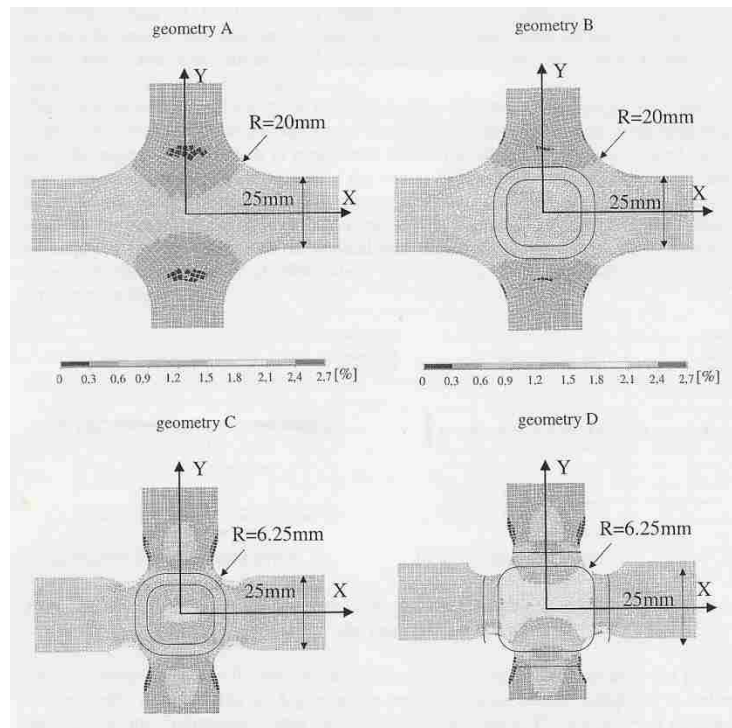 geometry A
geometry B
Y
Y
R=20mm
R=20mm
X
X
25mm
25mm
0 0.3 0.6 0.9 1.2 1.5 1.8 2.1 2.4 2.7 [%]
0 0.3 0.6 0.9 1.2 1.5 1.8 2.1 2.4 2.7 [%]
geometry C
geometry D
Y
Y
R=6.25mm
R=6.25mm
X
X
25mm
25mm